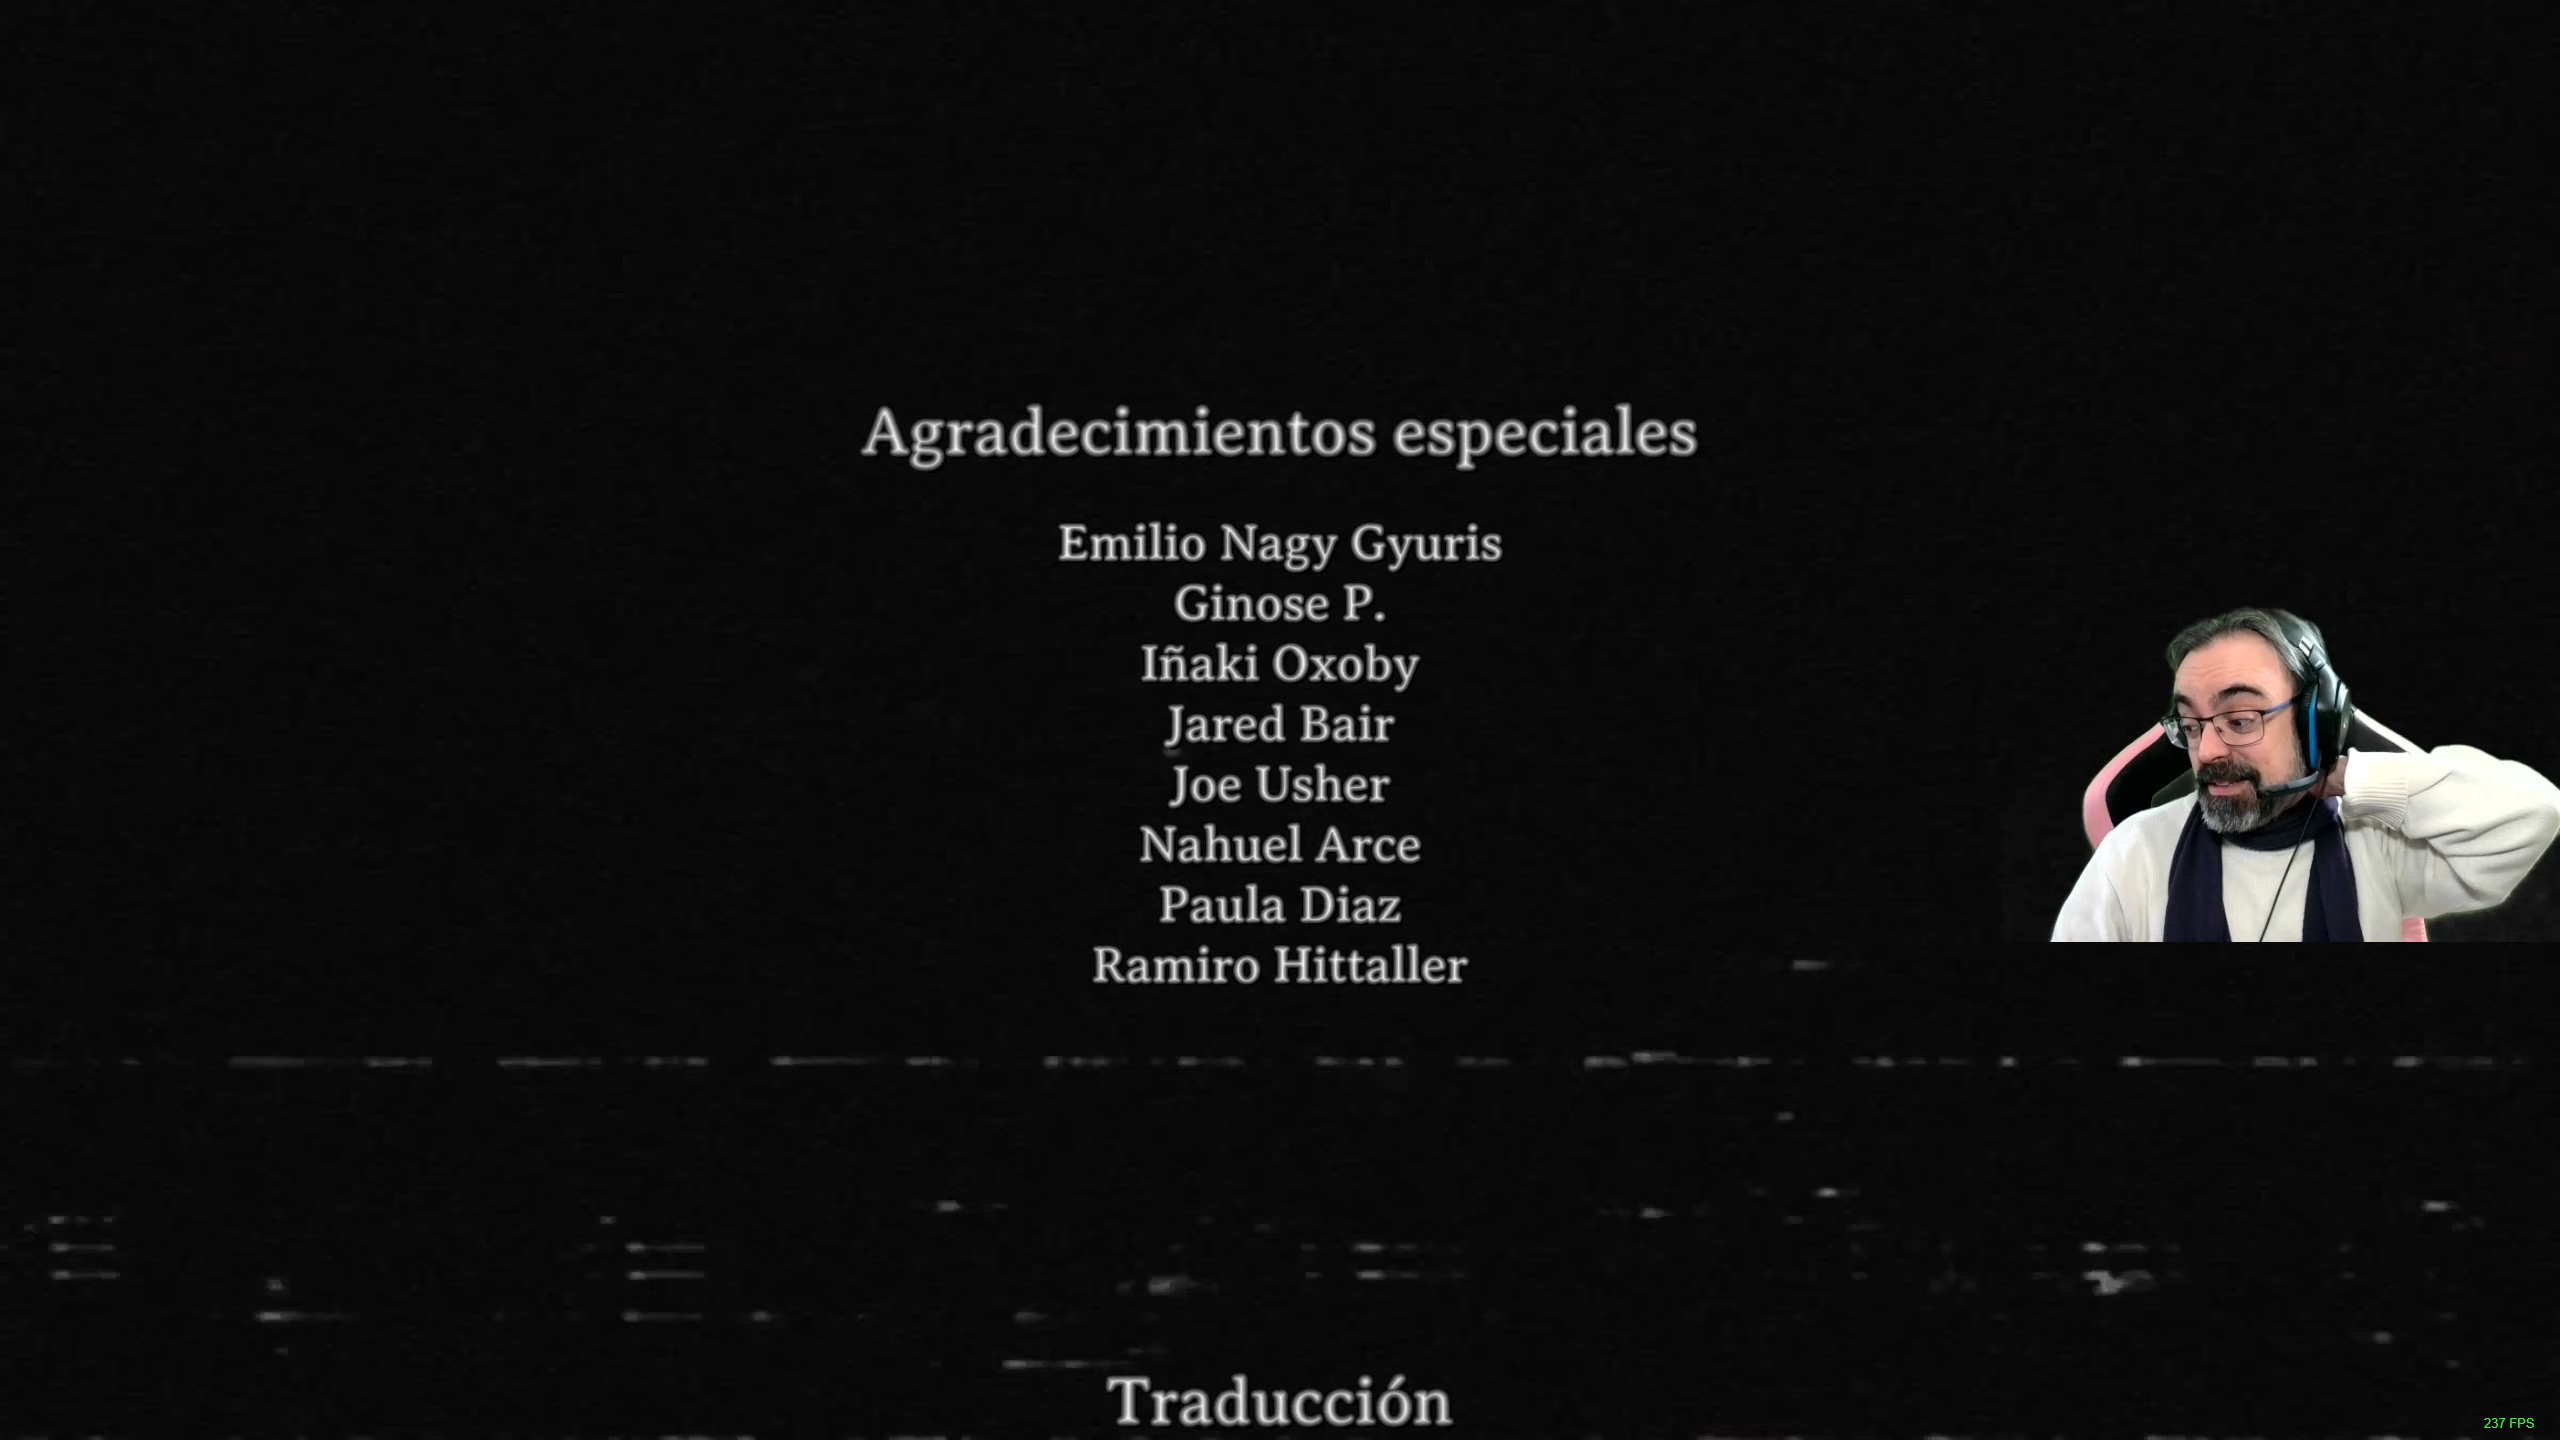 Agradecimientos especiales
Emilio Nagy Gyuris
Ginose P.
Iñaki Oxoby
Jared Bair
Joe Usher
Nahuel Arce
Paula Diaz
Ramiro Hittaller
Traducción
237 FPS